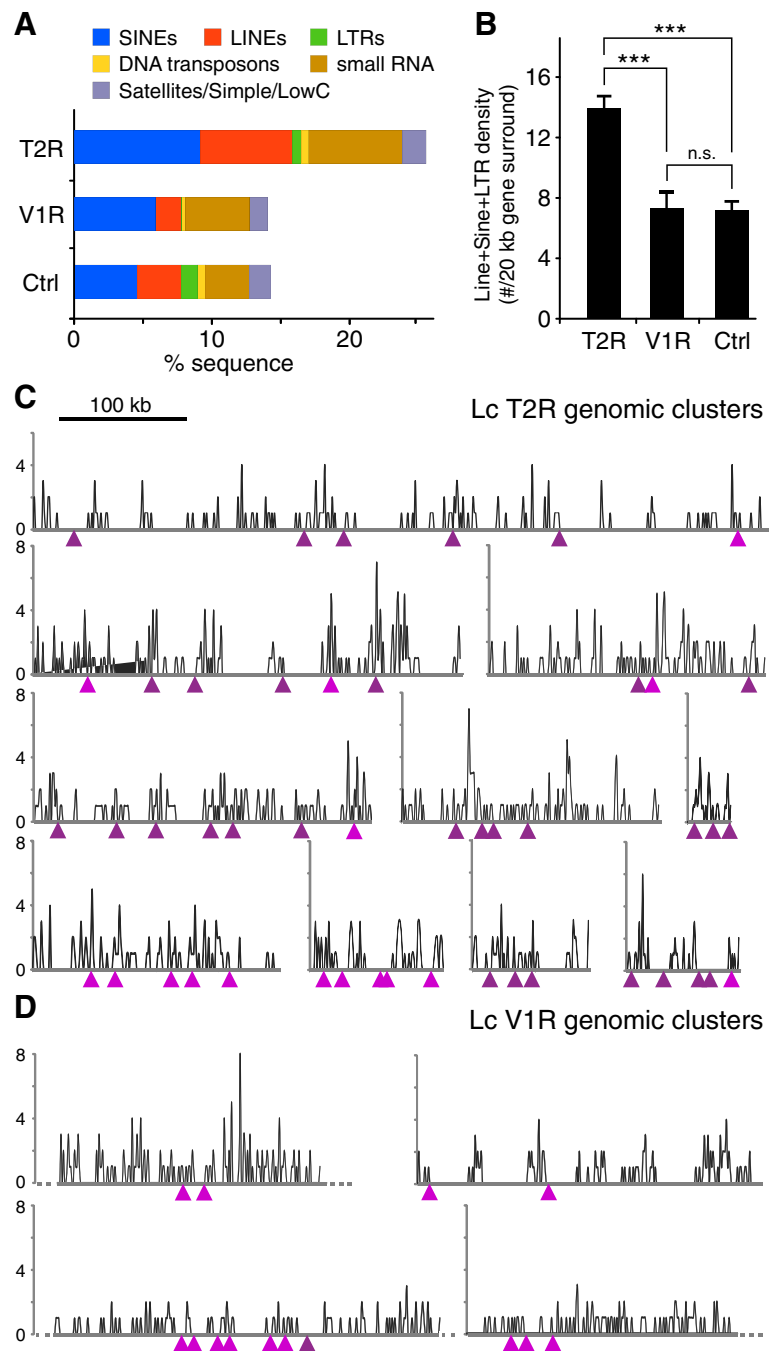 A
SINEs LINEs LTRs
DNA transposons small RNA
Satellites/Simple/LowC
T2R
V1R
Ctrl
0 10 20
% sequence
B
Line+Sine+LTR density
(#/20 kb gene surround)
16
12
8
4
0
***
***
n.s.
T2R V1R Ctrl
C
100 kb
Lc T2R genomic clusters
4
0
8
4
0
8
4
0
8
4
0
D
Lc V1R genomic clusters
8
4
0
8
4
0